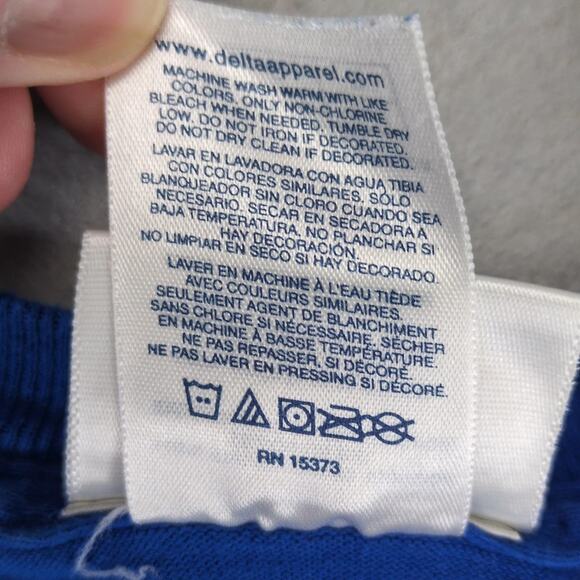 www.deltaapparel.com
MACHINE WASH WARM WITH LIKE
COLORS, ONLY NON-CHLORINE
BLEACH WHEN NEEDED. TUMBLE DRY
LOW. DO NOT IRON IF DECORATED.
DO NOT DRY CLEAN IF DECORATED.
LAVAR EN LAVADORA CON AGUA TIBIA
CON COLORES SIMILARES. SÓLO
BLANQUEADOR SIN CLORO CUANDO SEA
NECESARIO. SECAR EN SECADORA A
BAJA TEMPERATURA. NO PLANCHAR SI
HAY DECORACIÓN.
NO LIMPIAR EN SECO SI HAY DECORADO.
LAVER EN MACHINE À L'EAU TIÈDE
AVEC COULEURS SIMILAIRES.
SEULEMENT AGENT DE BLANCHIMENT
SANS CHLORE SI NÉCESSAIRE. SÉCHER
EN MACHINE À BASSE TEMPÉRATURE.
NE PAS REPASSER, SI DÉCORÉ.
NE PAS LAVER EN PRESSING SI DÉCORÉ.
RN 15373